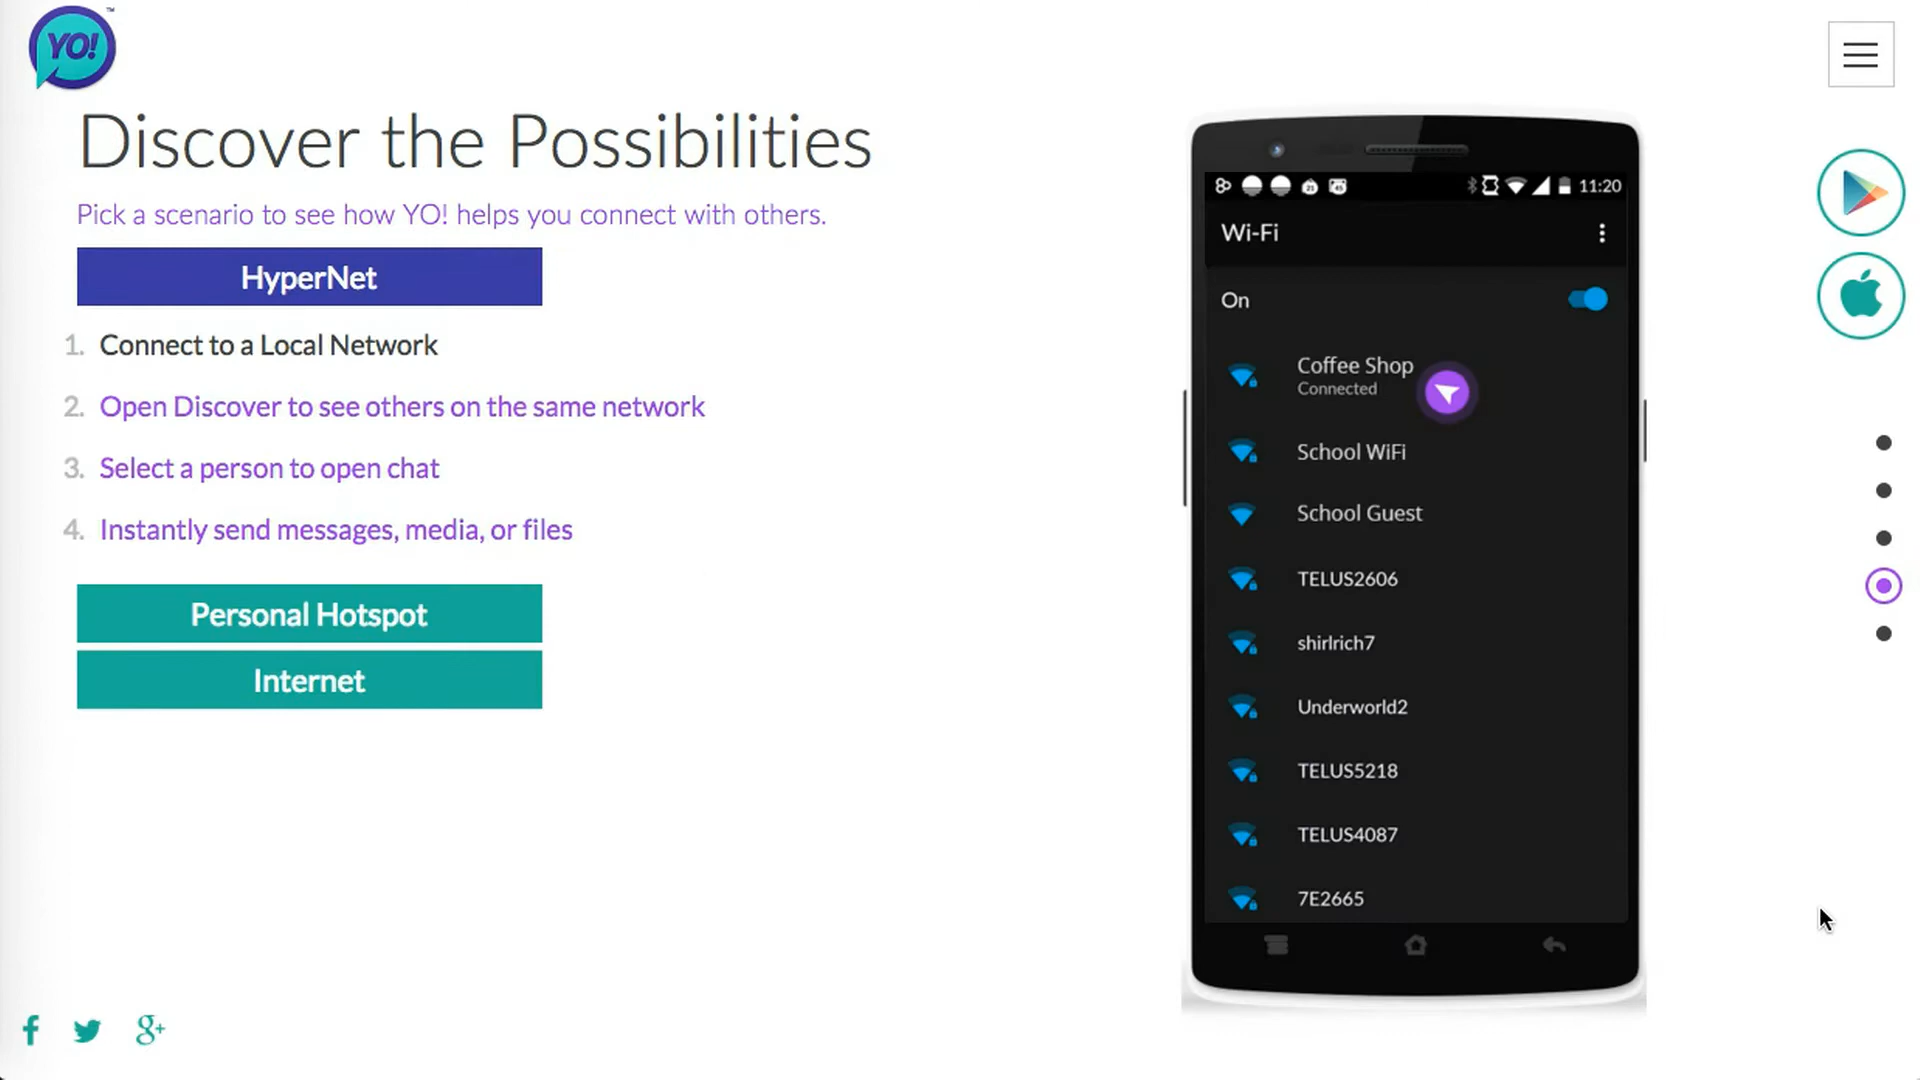 YO!
TM
Discover the Possibilities
Pick a scenario to see how YO! helps you connect with others.
HyperNet
1. Connect to a Local Network
2. Open Discover to see others on the same network
3. Select a person to open chat
4. Instantly send messages, media, or files
Personal Hotspot
Internet
11:20
Wi-Fi
On
Coffee Shop
Connected
School WiFi
School Guest
TELUS2606
shirlrich7
Underworld2
TELUS5218
TELUS4087
7E2665
f
g+